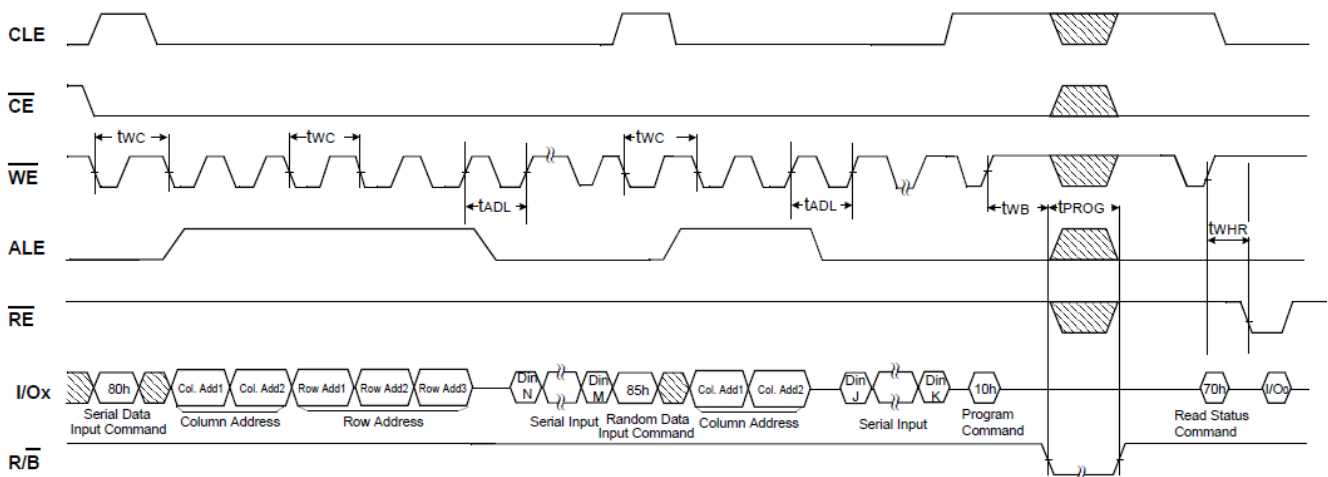 CLE
CE
tWC tWC tWC
WE
tADL tADL tWB tPROG
tWHR
ALE
RE
I/Ox 80h Col. Add1 Col. Add2 Row Add1 Row Add2 Row Add3 Din N Din M 85h Col. Add1 Col. Add2 Din J Din K 10h 70h I/O0
Serial Data Input Command Column Address Row Address Serial Input Random Data Input Command Column Address Serial Input Program Command Read Status Command
R/B